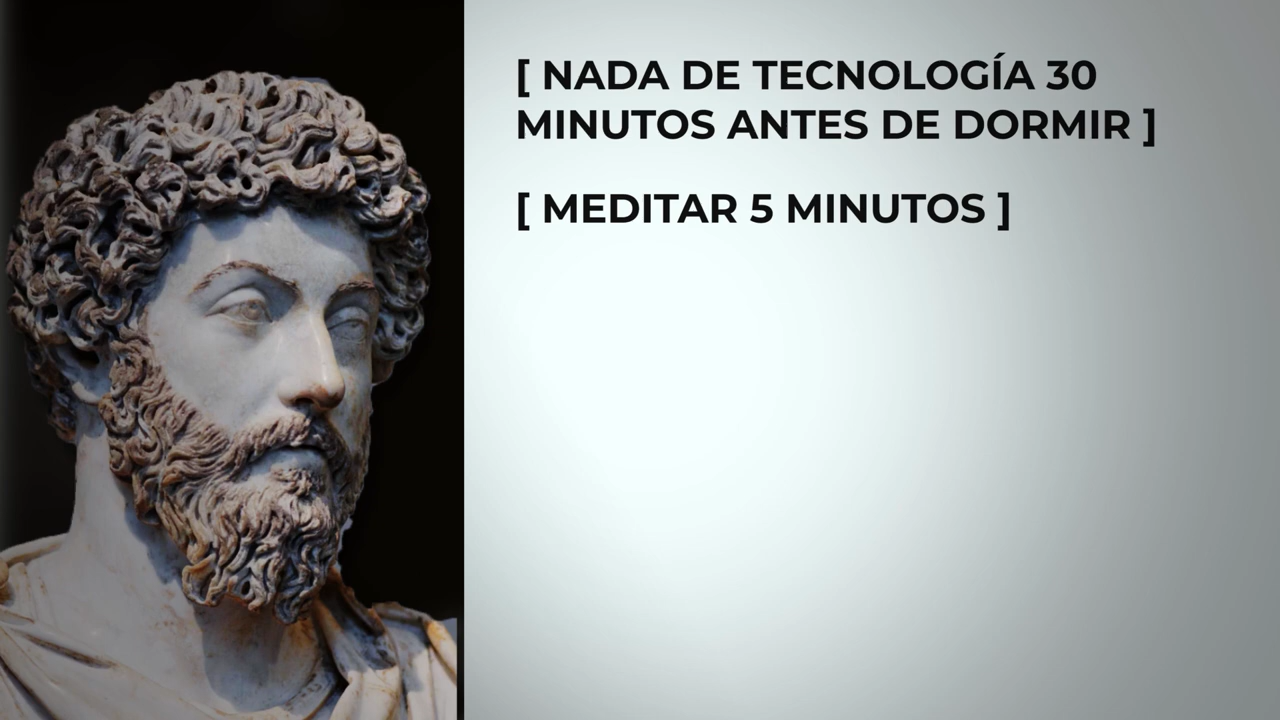 [ NADA DE TECNOLOGÍA 30
MINUTOS ANTES DE DORMIR ]
[ MEDITAR 5 MINUTOS ]